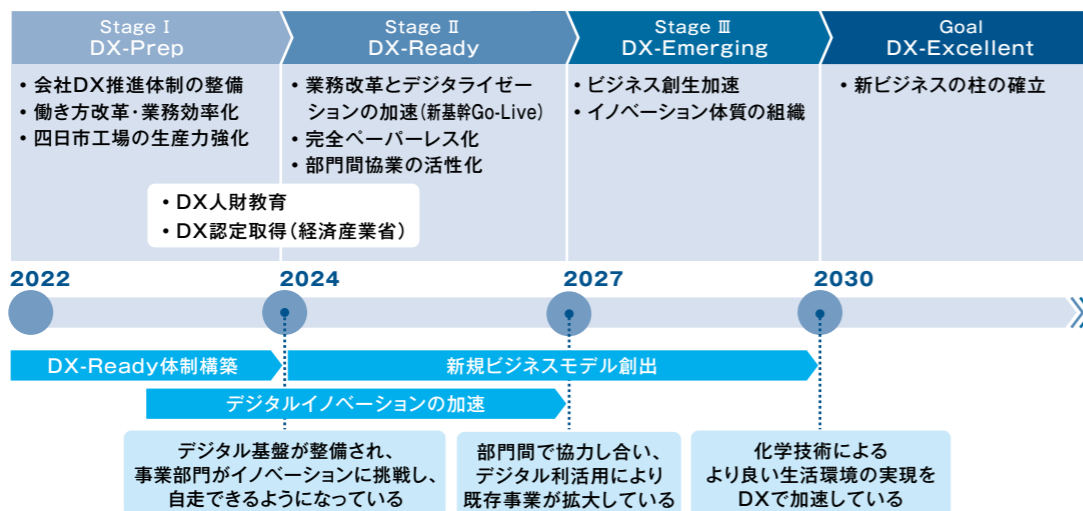 Stage Ⅰ
DX-Prep
Stage Ⅱ
DX-Ready
Stage Ⅲ
DX-Emerging
Goal
DX-Excellent
• 会社DX推進体制の整備
• 働き方改革・業務効率化
• 四日市工場の生産力強化
• 業務改革とデジタライゼー
ションの加速(新基幹Go-Live)
• 完全ペーパーレス化
• 部門間協業の活性化
• ビジネス創生加速
• イノベーション体質の組織
• 新ビジネスの柱の確立
• DX人財教育
• DX認定取得(経済産業省)
2022
2024
2027
2030
DX-Ready体制構築
新規ビジネスモデル創出
デジタルイノベーションの加速
デジタル基盤が整備され、
事業部門がイノベーションに挑戦し、
自走できるようになっている
部門間で協力し合い、
デジタル利活用により
既存事業が拡大している
化学技術による
より良い生活環境の実現を
DXで加速している